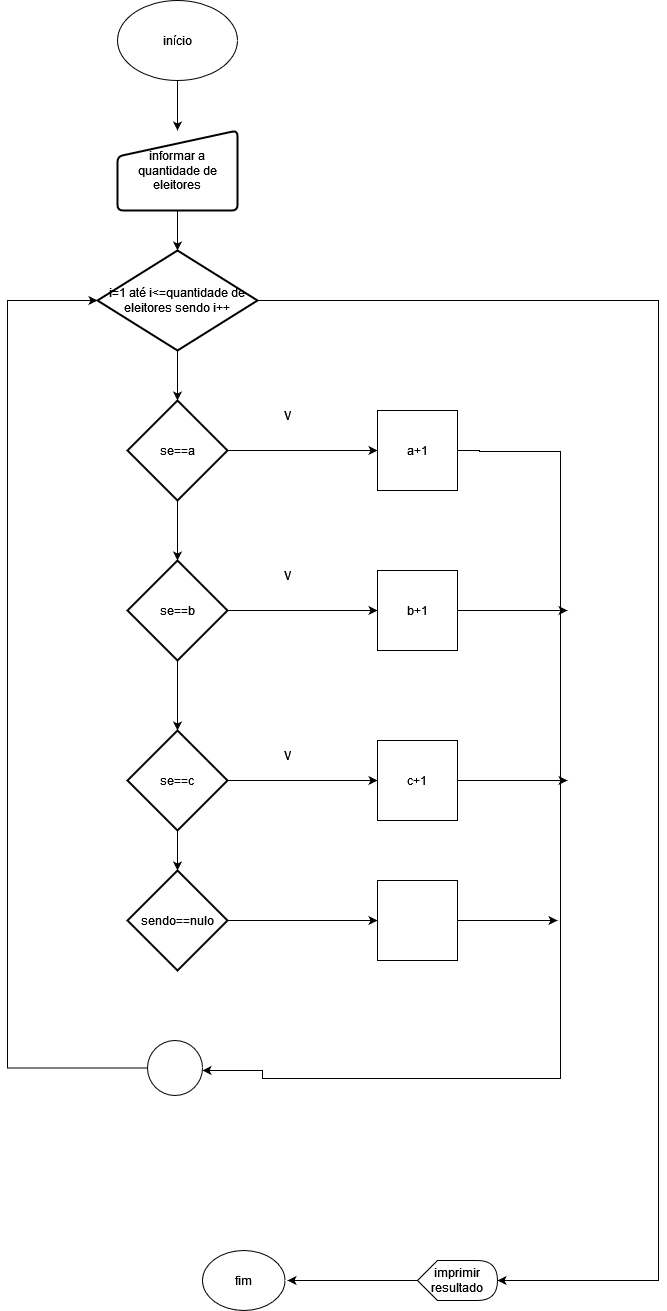 início
informar a
quantidade de
eleitores
i=1 até i<=quantidade de
eleitores sendo i++
se==a
V
a+1
se==b
V
b+1
se==c
V
c+1
sendo==nulo
imprimir
resultado
fim